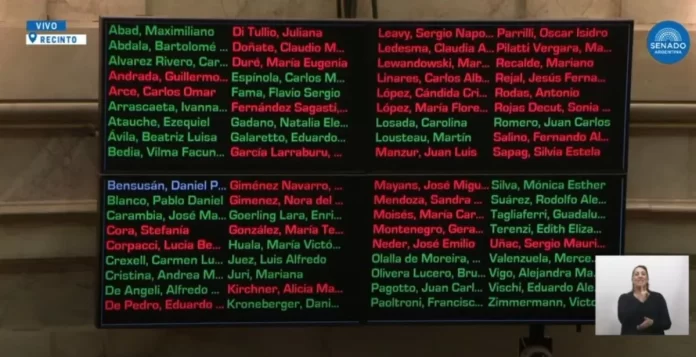 VIVO
RECINTO
SENADO
ARGENTINA
Abad, Maximiliano
Abdala, Bartolomé ...
Alvarez Rivero, Car...
Andrada, Guillermo...
Arce, Carlos Omar
Arrascaeta, Ivanna...
Atauche, Ezequiel
Ávila, Beatriz Luisa
Bedia, Vilma Facun...
Di Tullio, Juliana
Doñate, Claudio M...
Duré, María Eugenia
Espínola, Carlos M...
Fama, Flavio Sergio
Fernández Sagasti,...
Gadano, Natalia Ele...
Galaretto, Eduardo...
García Larraburu, ...
Leavy, Sergio Napo...
Ledesma, Claudia A...
Lewandowski, Mar...
Linares, Carlos Alb...
López, Cándida Cri...
López, María Flore...
Losada, Carolina
Lousteau, Martín
Manzur, Juan Luis
Parrilli, Oscar Isidro
Pilatti Vergara, Ma...
Recalde, Mariano
Rejal, Jesús Ferna...
Rodas, Antonio
Rojas Decut, Sonia ...
Romero, Juan Carlos
Salino, Fernando Al...
Sapag, Silvia Estela
Bensusán, Daniel P...
Blanco, Pablo Daniel
Carambia, José Ma...
Cora, Stefanía
Corpacci, Lucia Be...
Crexell, Carmen Lu...
Cristina, Andrea M...
De Angeli, Alfredo ...
De Pedro, Eduardo ...
Giménez Navarro, ...
Gimenez, Nora del ...
Goerling Lara, Enri...
González, María Te...
Huala, María Victó...
Juez, Luis Alfredo
Juri, Mariana
Kirchner, Alicia Ma...
Kroneberger, Dani...
Mayans, José Migu...
Mendoza, Sandra ...
Moisés, María Car...
Montenegro, Gera...
Neder, José Emilio
Olalla de Moreira, ...
Olivera Lucero, Bru...
Pagotto, Juan Carl...
Paoltroni, Francisc...
Silva, Mónica Esther
Suárez, Rodolfo Ale...
Tagliaferri, Guadalu...
Terenzi, Edith Eliza...
Uñac, Sergio Mauri...
Valenzuela, Merce...
Vigo, Alejandra Ma...
Vischi, Eduardo Ale...
Zimmermann, Victo